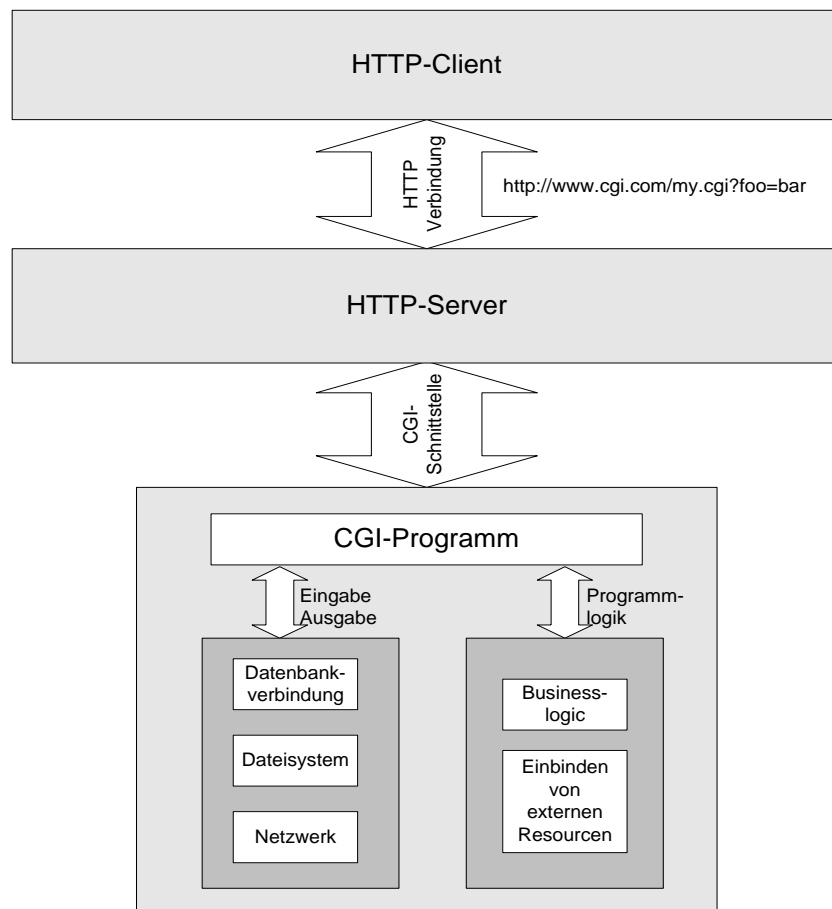 HTTP-Client
HTTP
Verbindung
http://www.cgi.com/my.cgi?foo=bar
HTTP-Server
CGI-
Schnittstelle
CGI-Programm
Eingabe
Ausgabe
Programm-
logik
Datenbank-
verbindung
Dateisystem
Netzwerk
Business-
logic
Einbinden
von
externen
Resourcen